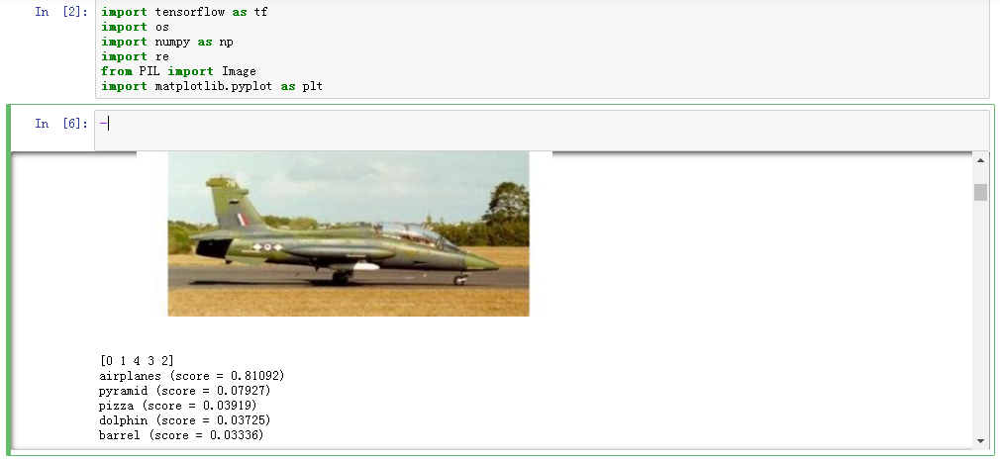 In [2]:
import tensorflow as tf
import os
import numpy as np
import re
from PIL import Image
import matplotlib.pyplot as plt
In [6]:
-
[0 1 4 3 2]
airplanes (score = 0.81092)
pyramid (score = 0.07927)
pizza (score = 0.03919)
dolphin (score = 0.03725)
barrel (score = 0.03336)